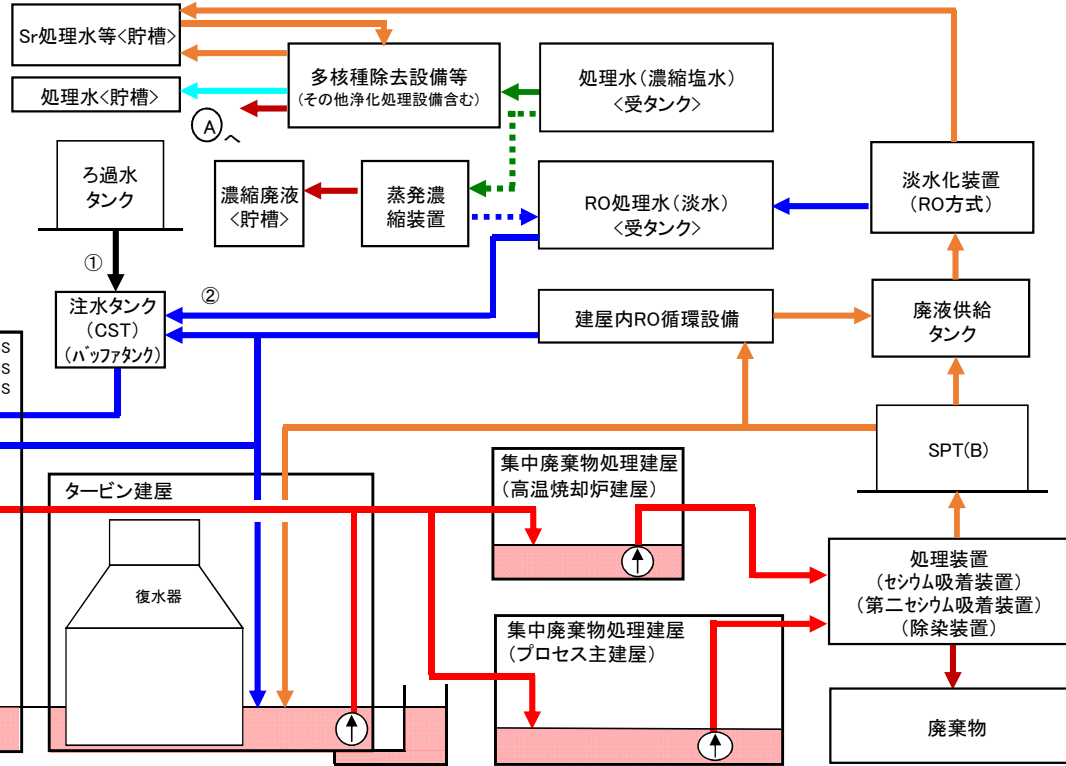 Sr処理水等<貯槽>
処理水<貯槽>
多核種除去設備等
(その他浄化処理設備含む)
処理水(濃縮塩水)
<受タンク>
A へ
ろ過水
タンク
濃縮廃液
<貯槽>
蒸発濃
縮装置
RO処理水(淡水)
<受タンク>
淡水化装置
(RO方式)
①
②
注水タンク
(CST)
(バッファタンク)
建屋内RO循環設備
廃液供給
タンク
S
S
S
SPT(B)
タービン建屋
復水器
集中廃棄物処理建屋
(高温焼却炉建屋)
処理装置
(セシウム吸着装置)
(第二セシウム吸着装置)
(除染装置)
集中廃棄物処理建屋
(プロセス主建屋)
廃棄物